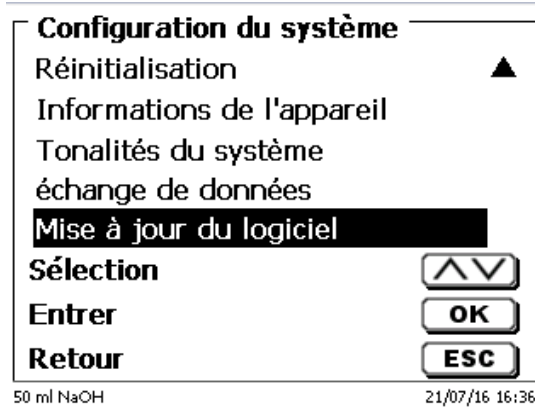 Configuration du système
Réinitialisation
Informations de l'appareil
Tonalités du système
échange de données
Mise à jour du logiciel
Sélection
Entrer OK
Retour ESC
50 ml NaOH 21/07/16 16:36